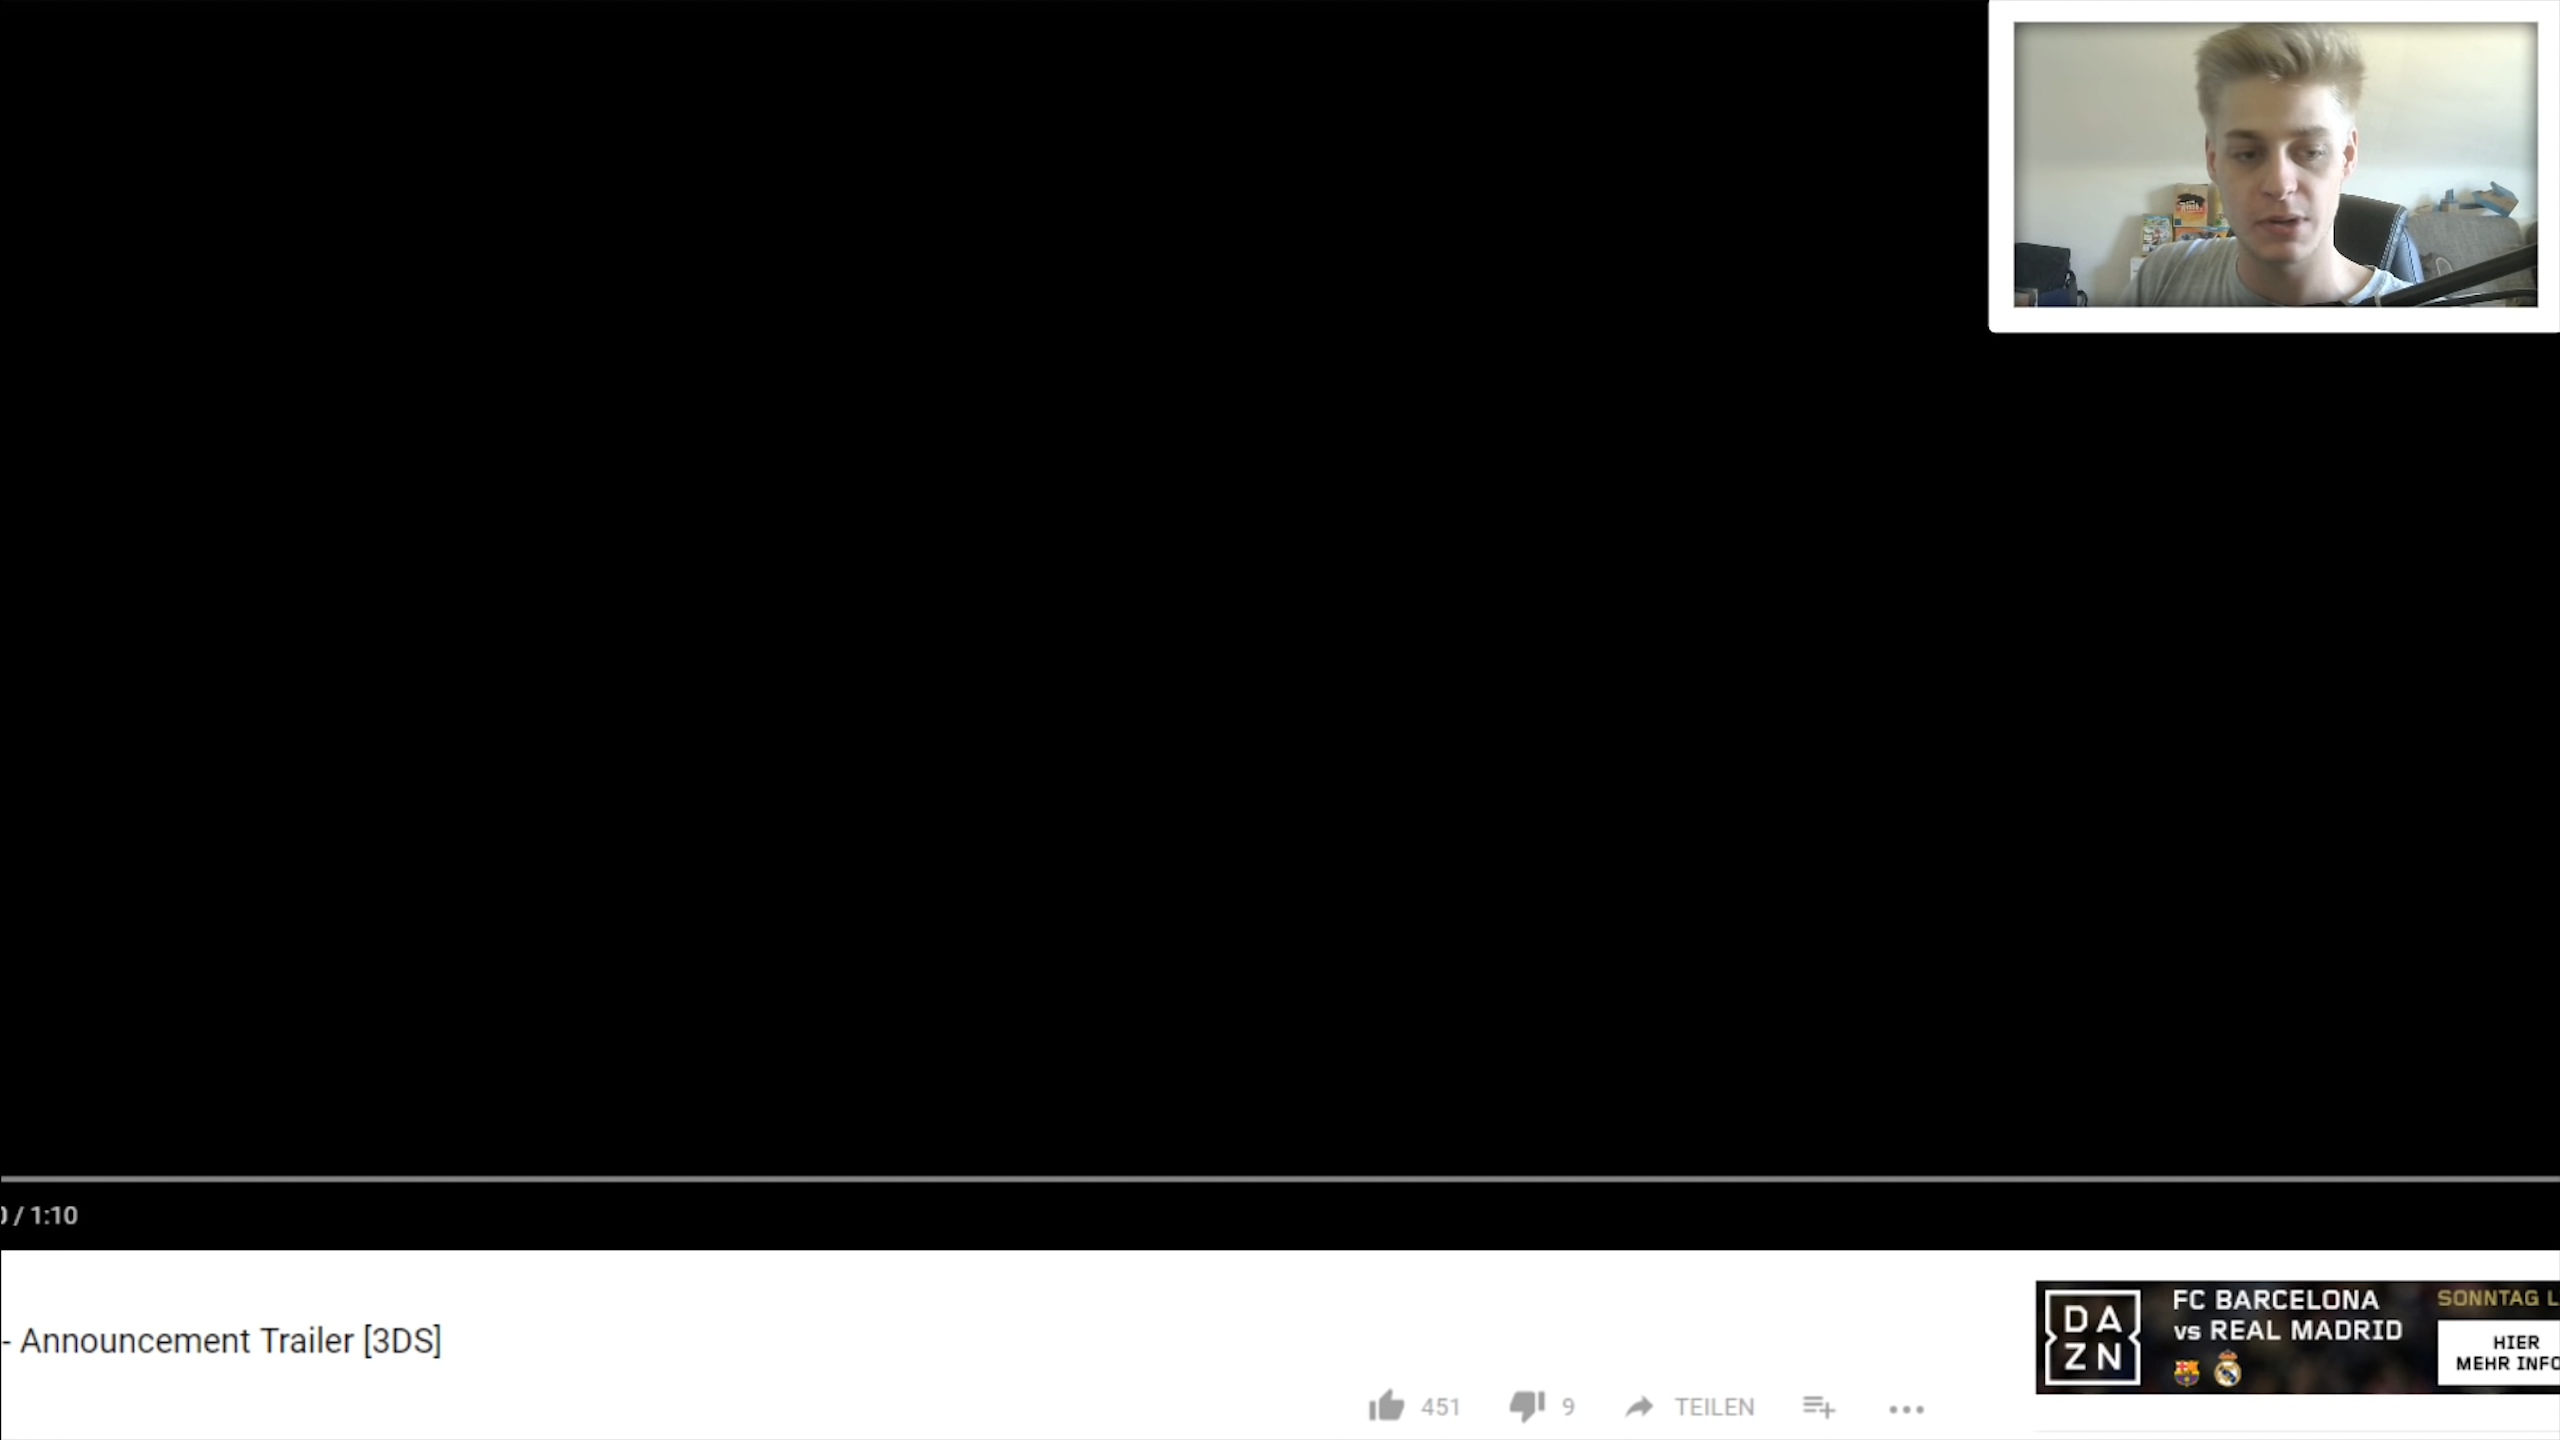 / 1:10
- Announcement Trailer [3DS]
451
9
TEILEN
DA
ZN
FC BARCELONA
vs REAL MADRID
SONNTAG L
HIER
MEHR INFO